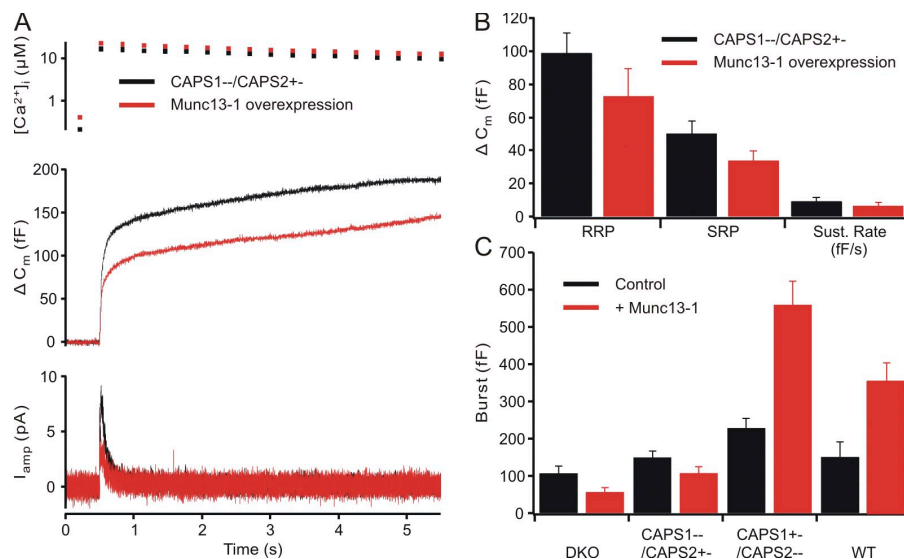 A
[Ca²⁺]ᵢ (µM)
10
1
CAPS1--/CAPS2+-
Munc13-1 overexpression
Δ Cₘ (fF)
200
150
100
50
0
I_amp (pA)
10
5
0
0 1 2 3 4 5
Time (s)
B
Δ Cₘ (fF)
120
100
80
60
40
20
0
CAPS1--/CAPS2+-
Munc13-1 overexpression
RRP SRP Sust. Rate
(fF/s)
C
Burst (fF)
700
600
500
400
300
200
100
0
Control
+ Munc13-1
DKO CAPS1-- CAPS1+- WT
/CAPS2+- /CAPS2--